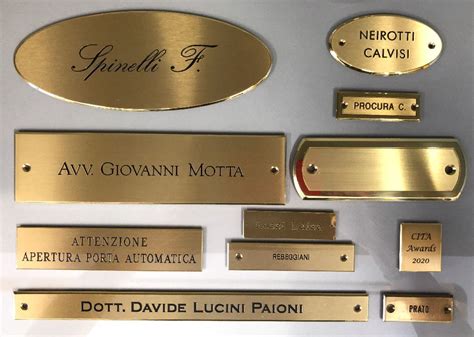 Spinelli F.
NEIROTTI
CALVISI
PROCURA C.
AVV. GIOVANNI MOTTA
ATTENZIONE
APERTURA PORTA AUTOMATICA
REBEGGIANI
CITA
Awards
2020
DOTT. DAVIDE LUCINI PAIONI
PRATO